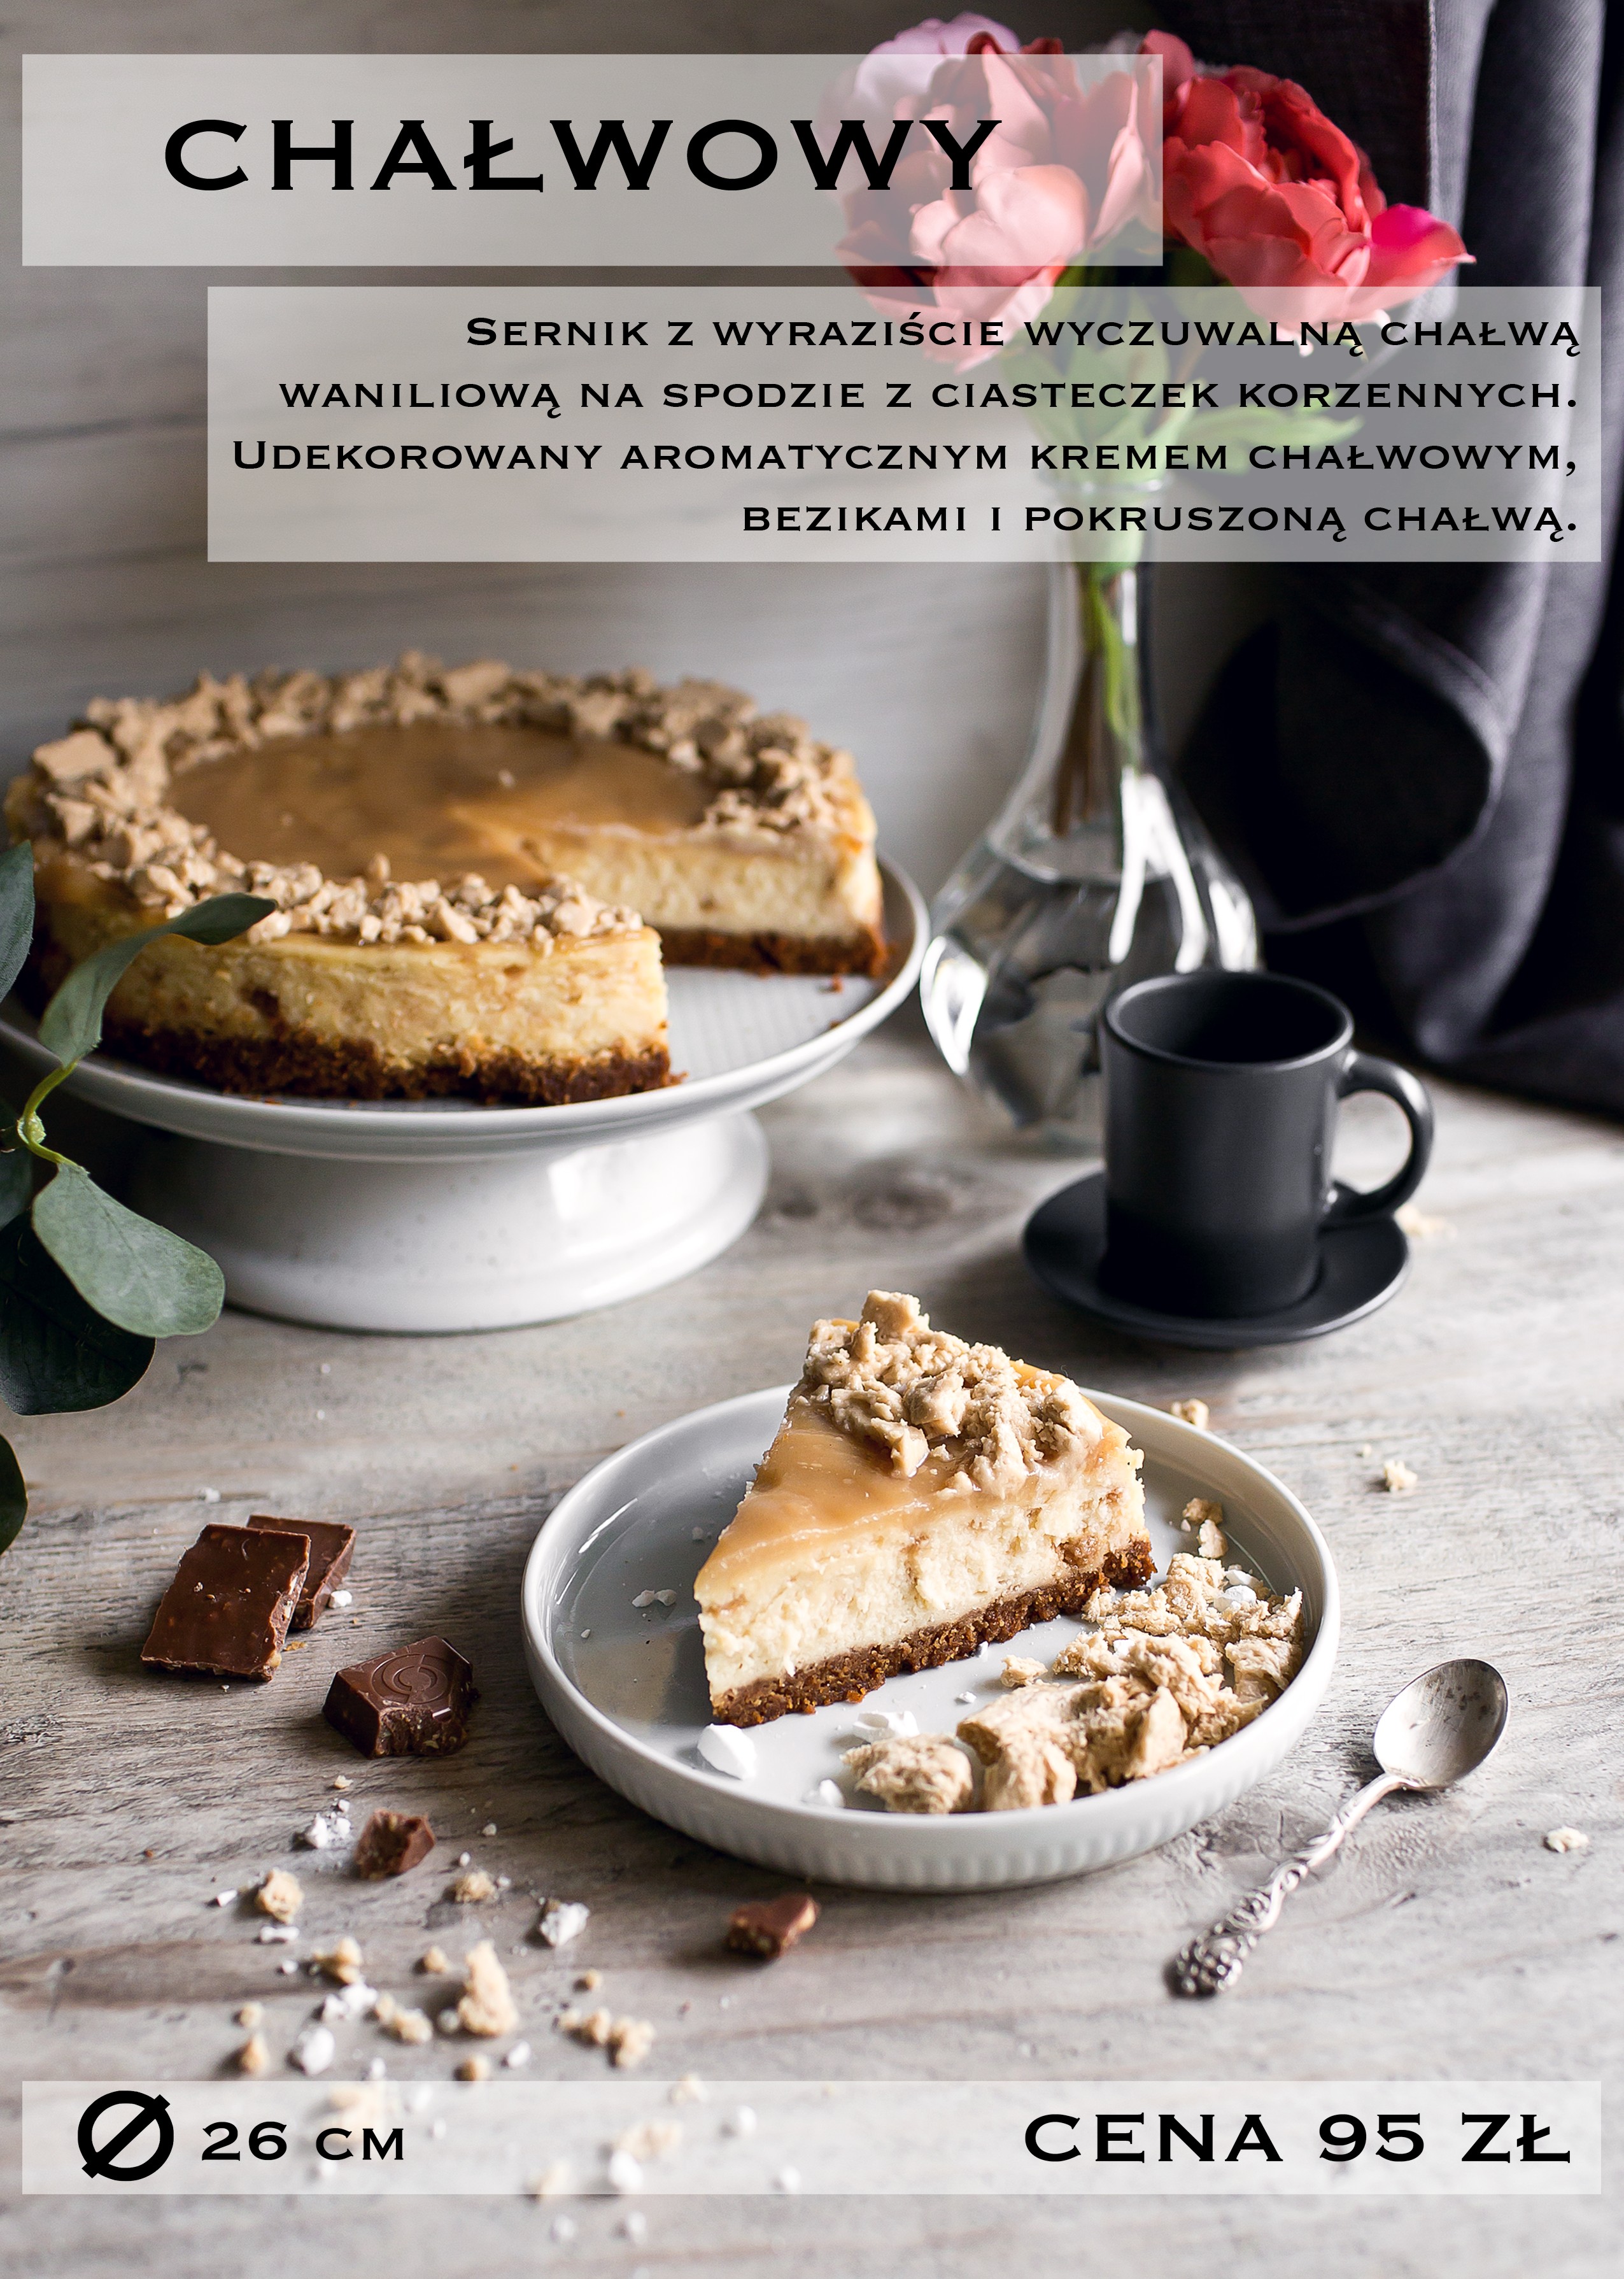 CHAŁWOWY
Sernik z wyraziście wyczuwalną chałwą
waniliową na spodzie z ciasteczek korzennych.
Udekorowany aromatycznym kremem chałwowym,
bezikami i pokruszoną chałwą.
Ø 26 cm
CENA 95 ZŁ